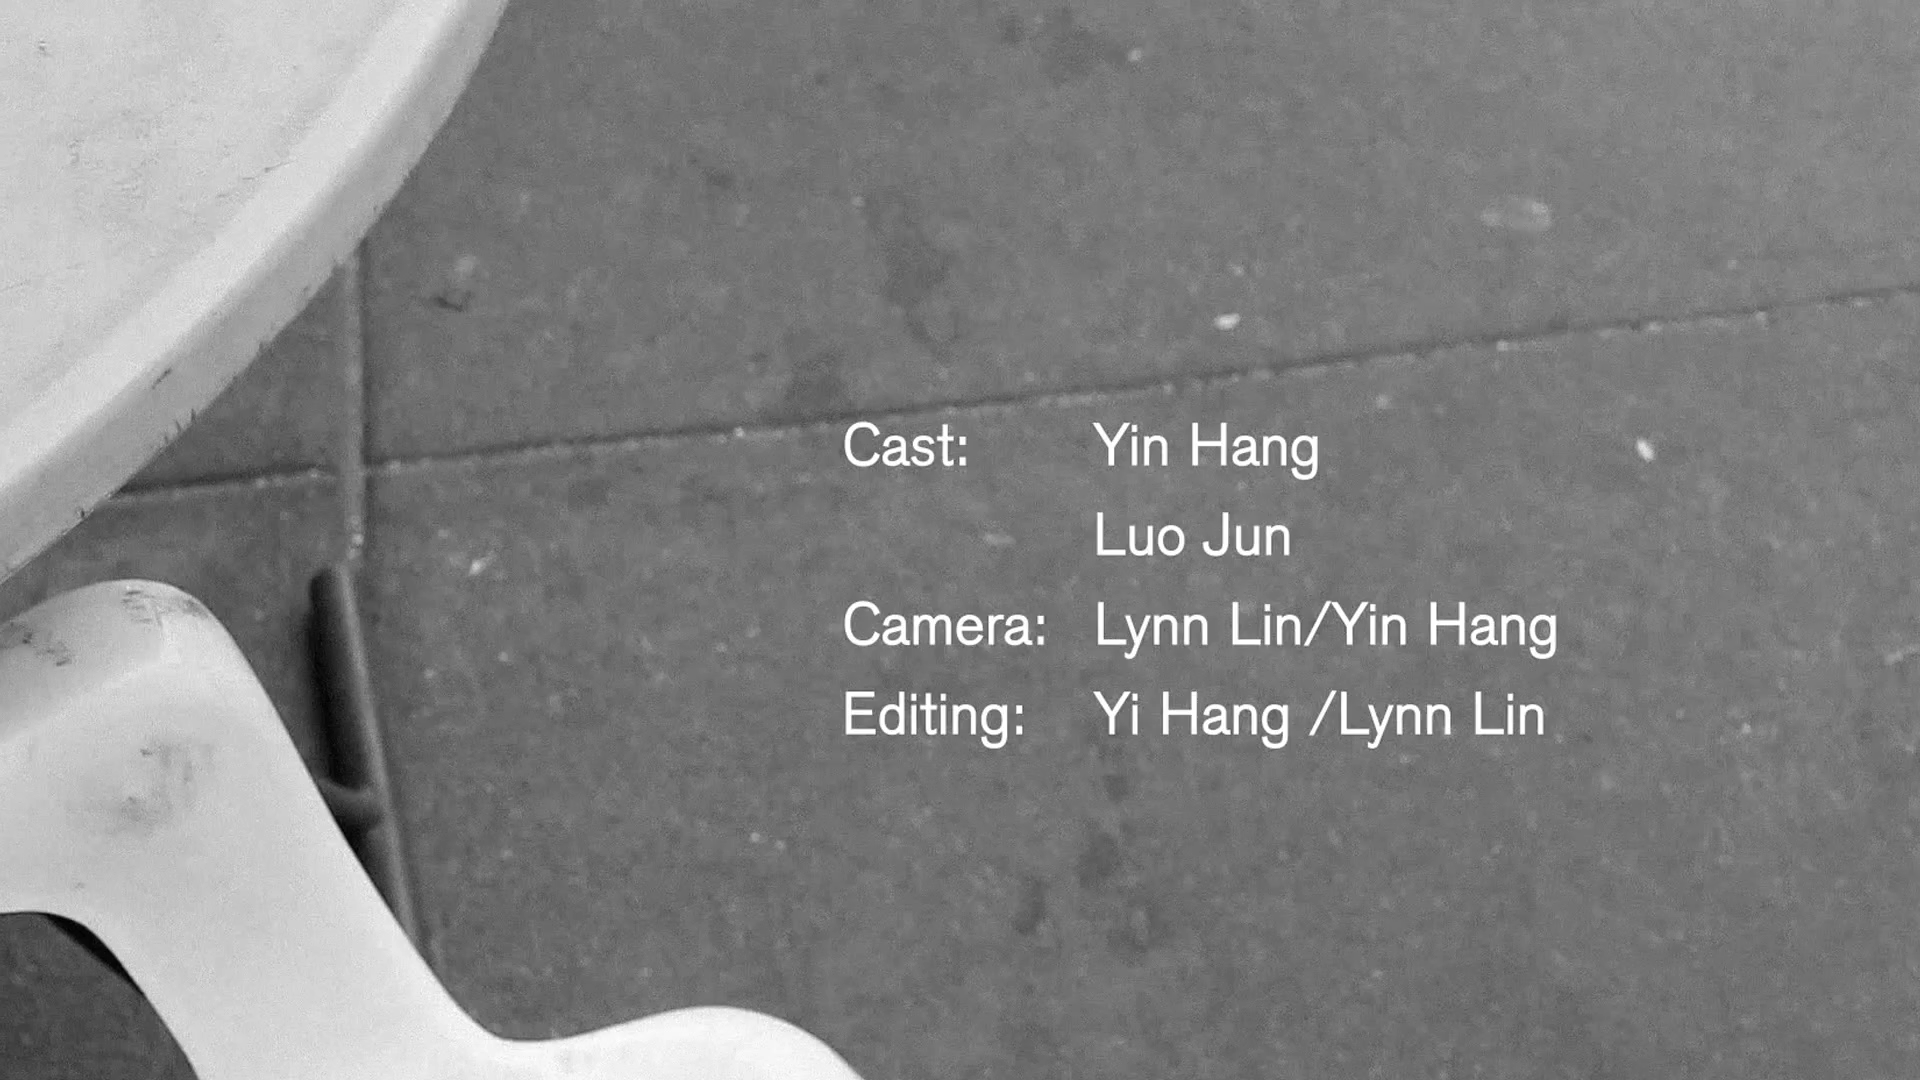 Cast: Yin Hang
Luo Jun
Camera: Lynn Lin/Yin Hang
Editing: Yi Hang /Lynn Lin